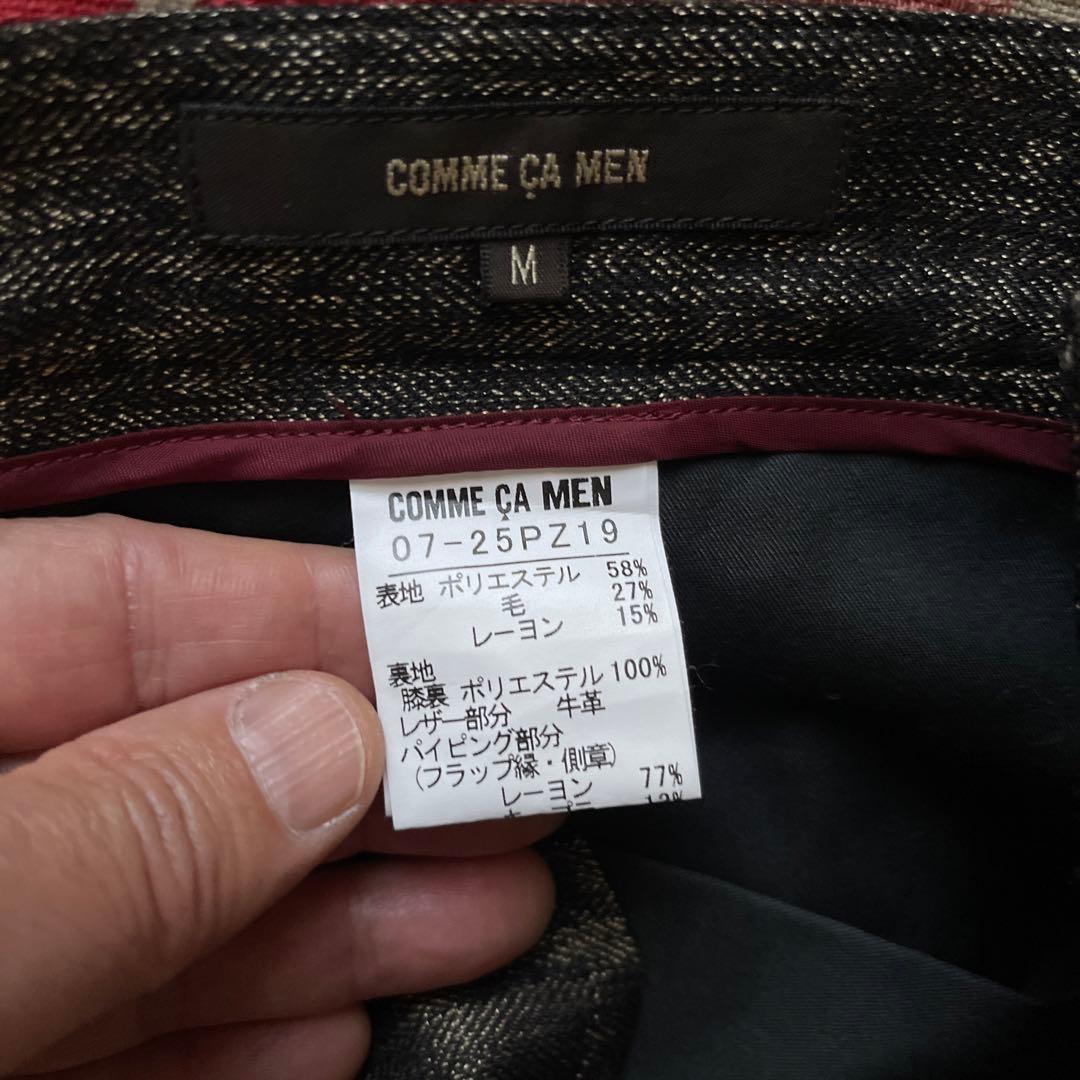 COMME ÇA MEN
M
COMME ÇA MEN
07-25PZ19
表地 ポリエステル 58%
毛 27%
レーヨン 15%
裏地
膝裏 ポリエステル 100%
レザー部分 牛革
パイピング部分
(フラップ縁・側章)
レーヨン 77%